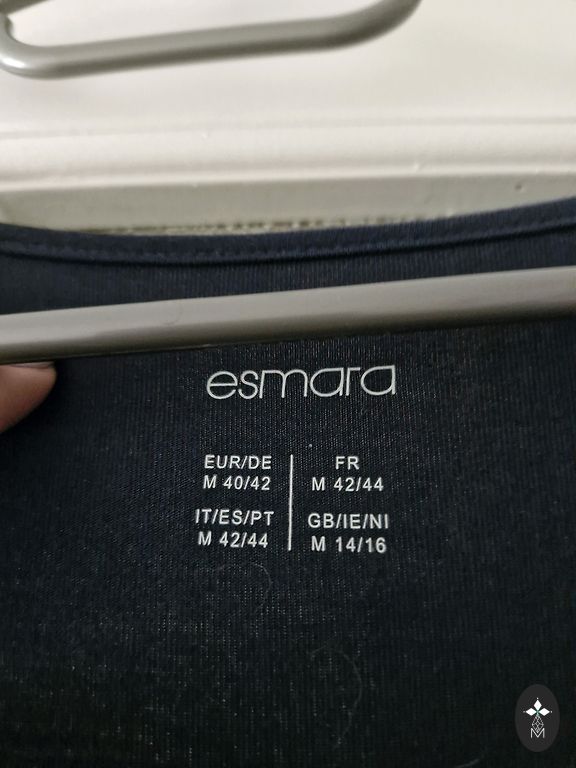 esmara
EUR/DE
M 40/42
FR
M 42/44
IT/ES/PT
M 42/44
GB/IE/NI
M 14/16
M